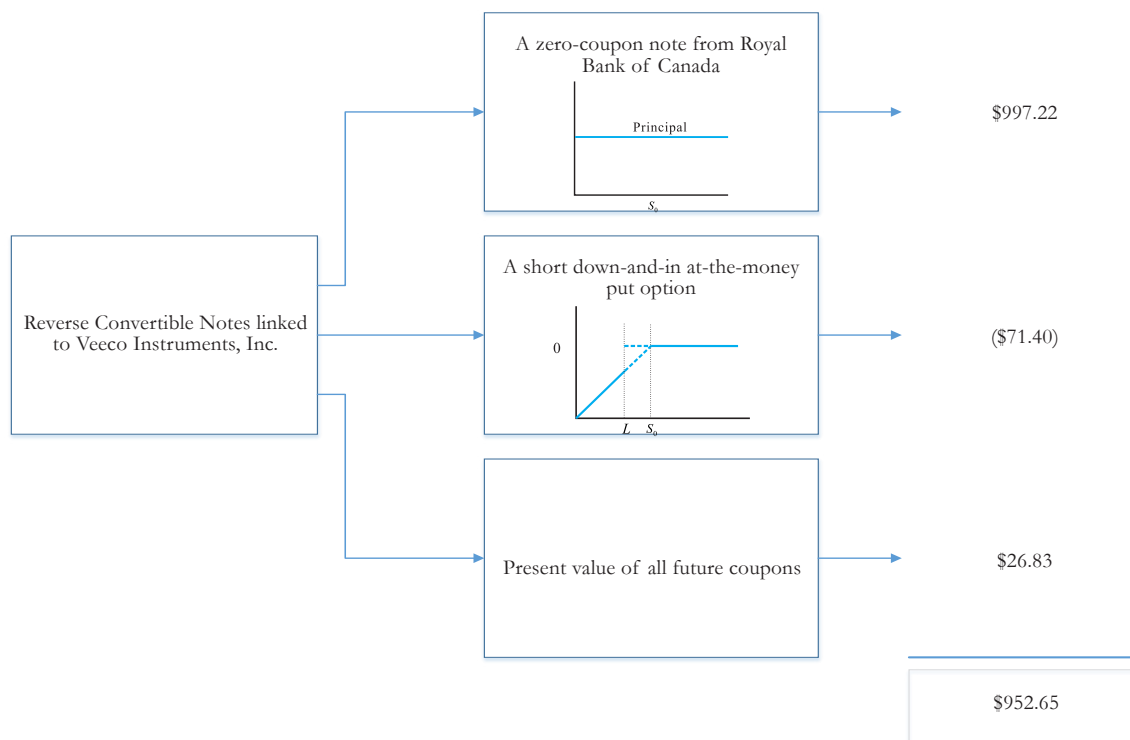 A zero-coupon note from Royal
Bank of Canada
Principal
S₀
$997.22
Reverse Convertible Notes linked
to Veeco Instruments, Inc.
A short down-and-in at-the-money
put option
0
L S₀
($71.40)
Present value of all future coupons
$26.83
$952.65